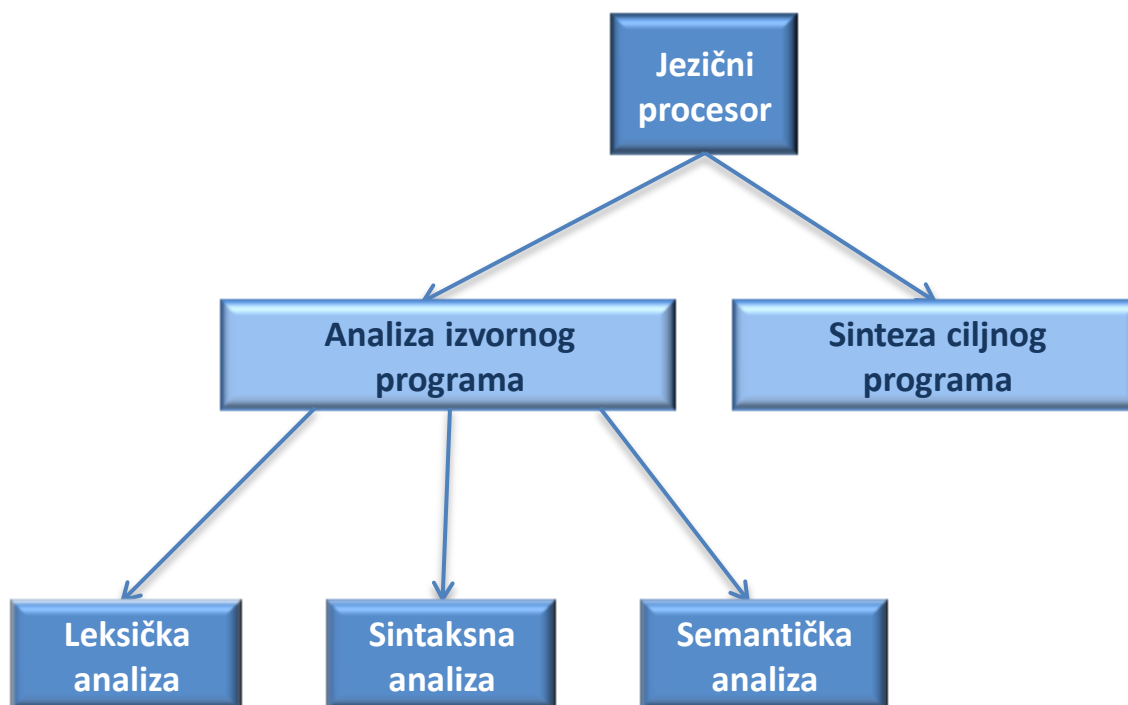 Jezični
procesor
Analiza izvornog
programa
Sinteza ciljnog
programa
Leksička
analiza
Sintaksna
analiza
Semantička
analiza